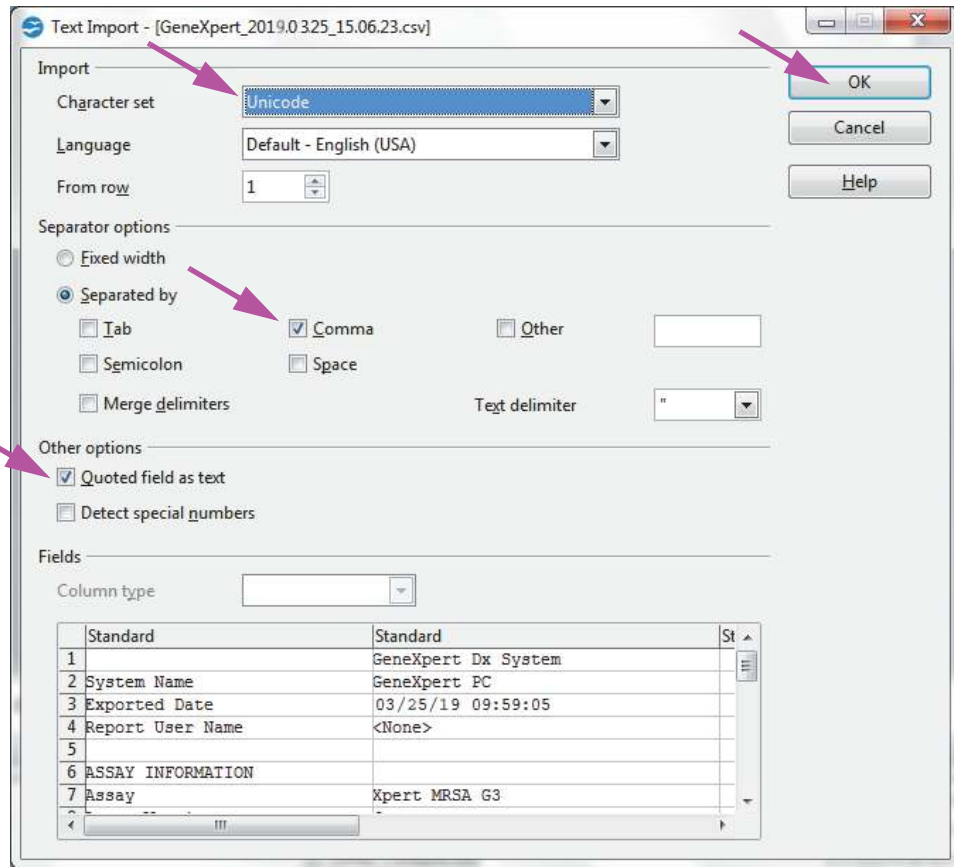 Text Import - [GeneXpert_2019.0325_15.06.23.csv]
Import
OK
Character set Unicode
Cancel
Language Default - English (USA)
From row 1
Help
Separator options
Fixed width
Separated by
Tab Comma Other
Semicolon Space
Merge delimiters Text delimiter "
Other options
Quoted field as text
Detect special numbers
Fields
Column type
Standard Standard St
1 GeneXpert Dx System
2 System Name GeneXpert PC
3 Exported Date 03/25/19 09:59:05
4 Report User Name <None>
5
6 ASSAY INFORMATION
7 Assay Xpert MRSA G3